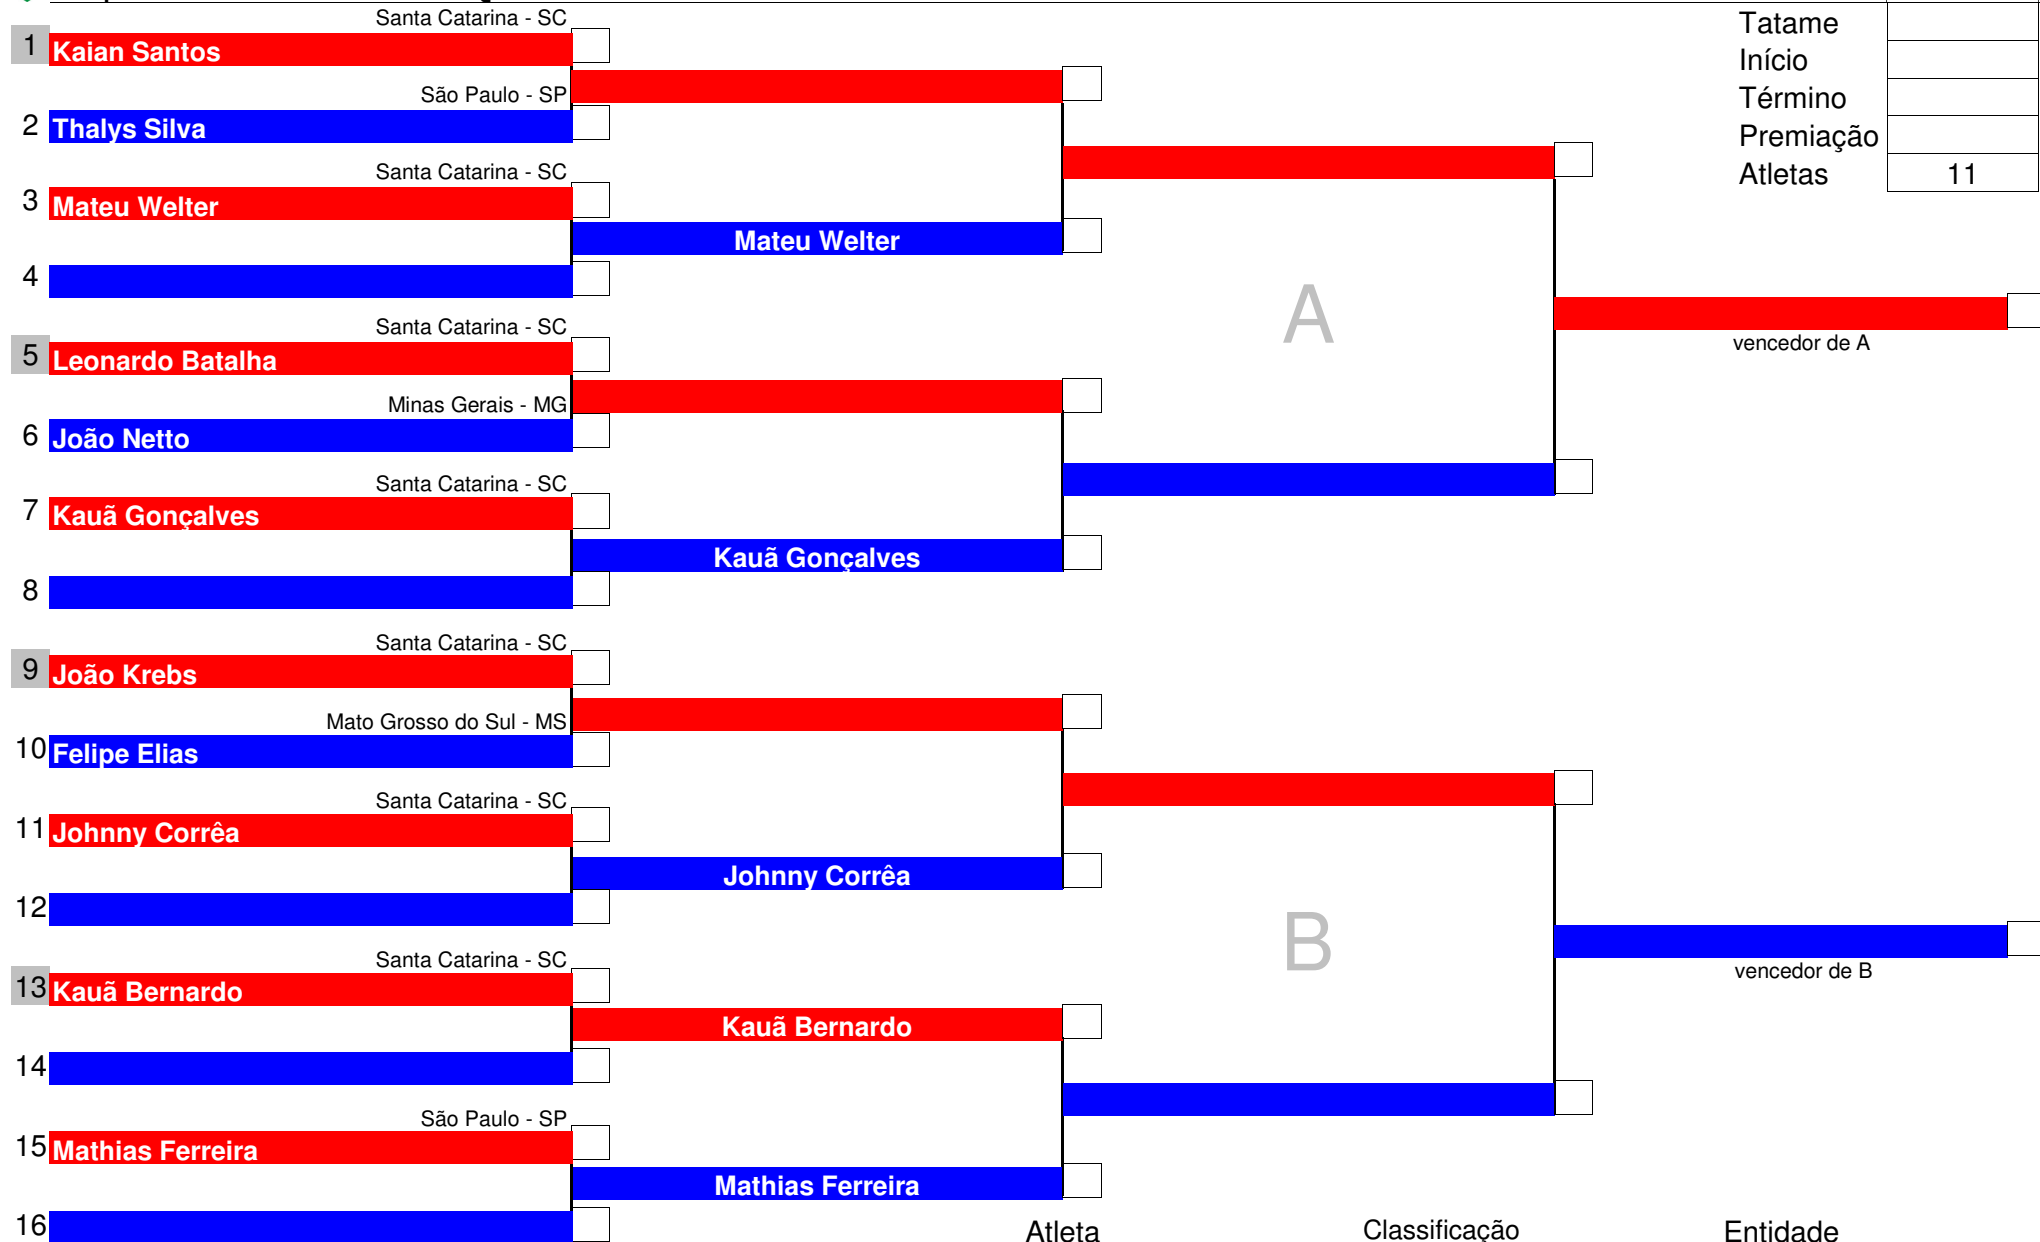 Santa Catarina - SC
1 Kaian Santos
São Paulo - SP
2 Thalys Silva
Santa Catarina - SC
3 Mateu Welter
Mateu Welter
4
Santa Catarina - SC
5 Leonardo Batalha
Minas Gerais - MG
6 João Netto
Santa Catarina - SC
7 Kauã Gonçalves
Kauã Gonçalves
8
Santa Catarina - SC
9 João Krebs
Mato Grosso do Sul - MS
10 Felipe Elias
Santa Catarina - SC
11 Johnny Corrêa
Johnny Corrêa
12
Santa Catarina - SC
13 Kauã Bernardo
Kauã Bernardo
14
São Paulo - SP
15 Mathias Ferreira
Mathias Ferreira
16
A
vencedor de A
B
vencedor de B
Tatame
Início
Término
Premiação
Atletas 11
Atleta Classificação Entidade